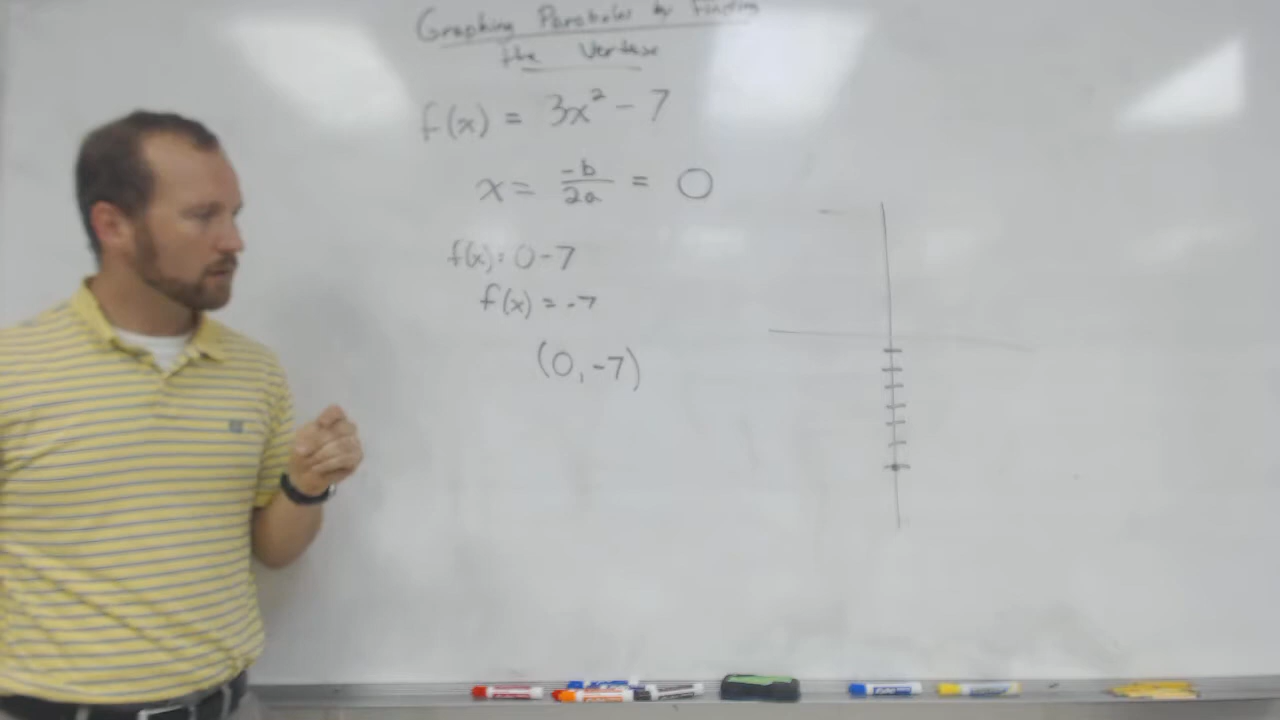 Graphing Parabolas by Finding
the Vertex
f(x) = 3x² - 7
x = -b/2a = 0
f(x) = 0 - 7
f(x) = -7
(0, -7)